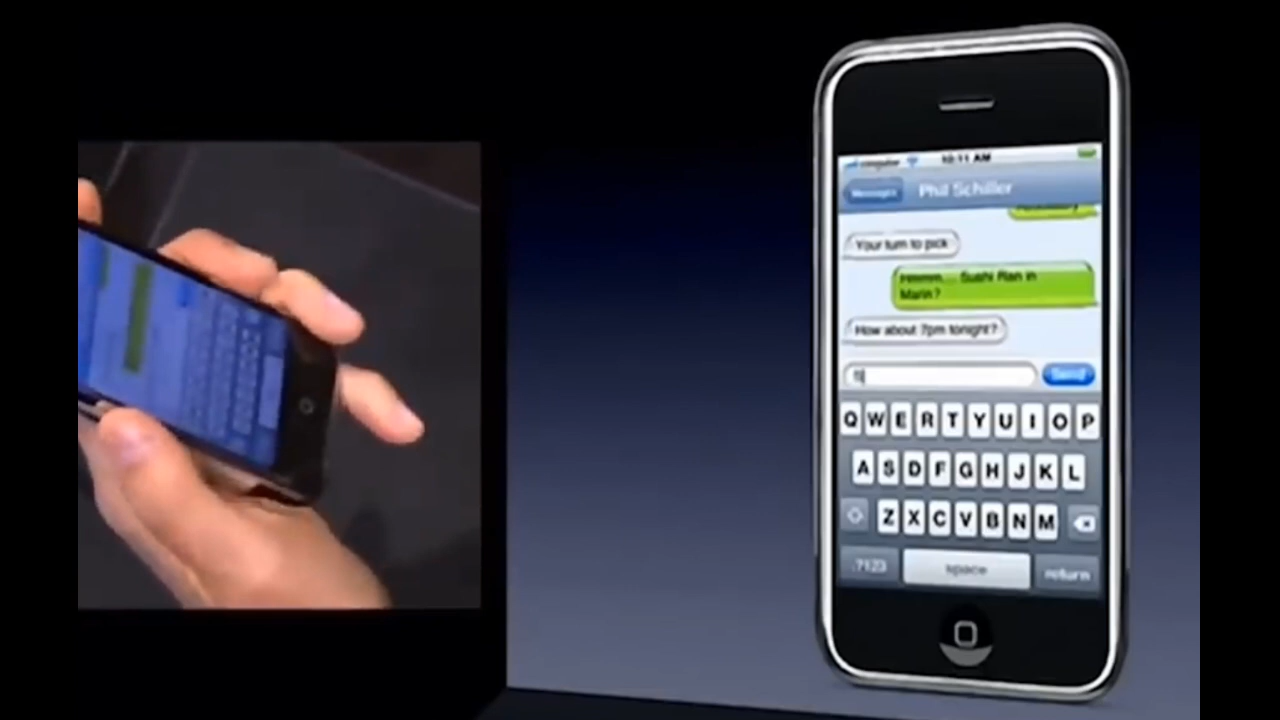 cingular 10:11 AM
Messages Phil Schiller
Your turn to pick
Hmmm... Sushi Ran in
Marin?
How about 7pm tonight?
Send
Q W E R T Y U I O P
A S D F G H J K L
Z X C V B N M
.?123 space return